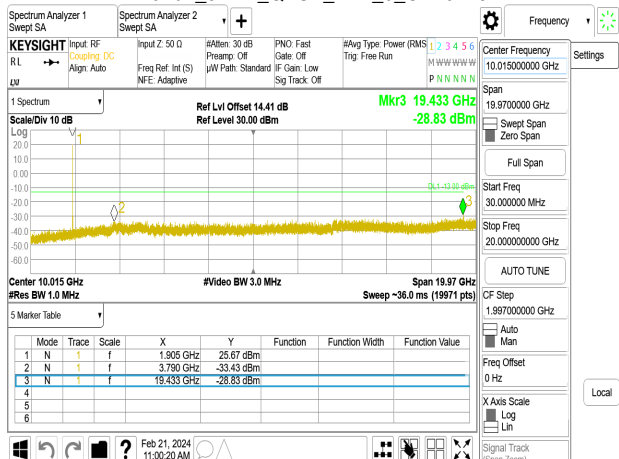 Spectrum Analyzer 1
Swept SA
Spectrum Analyzer 2
Swept SA
Frequency
KEYSIGHT
RL
Input: RF
Coupling: DC
Align: Auto
Input Z: 50 Ω
Freq Ref: Int (S)
NFE: Adaptive
#Atten: 30 dB
Preamp: Off
µW Path: Standard
PNO: Fast
Gate: Off
IF Gain: Low
Sig Track: Off
#Avg Type: Power (RMS
Trig: Free Run
1 2 3 4 5 6
M W W W W W
P N N N N N
1 Spectrum
Scale/Div 10 dB
Ref Lvl Offset 14.41 dB
Ref Level 30.00 dBm
Mkr3 19.433 GHz
-28.83 dBm
Log
20.0
10.0
0.00
-10.0
-20.0
-30.0
-40.0
-50.0
-60.0
1
2
3
Center 10.015 GHz
#Res BW 1.0 MHz
#Video BW 3.0 MHz
Span 19.97 GHz
Sweep ~36.0 ms (19971 pts)
5 Marker Table
Mode Trace Scale X Y Function Function Width Function Value
1 N 1 f 1.905 GHz 25.67 dBm
2 N 1 f 3.790 GHz -33.43 dBm
3 N 1 f 19.433 GHz -28.83 dBm
4
5
6
Feb 21, 2024
11:00:20 AM
Center Frequency
10.015000000 GHz
Span
19.9700000 GHz
Swept Span
Zero Span
Full Span
Start Freq
30.000000 MHz
Stop Freq
20.000000000 GHz
AUTO TUNE
CF Step
1.997000000 GHz
Auto
Man
Freq Offset
0 Hz
X Axis Scale
Log
Lin
Signal Track
Settings
Local